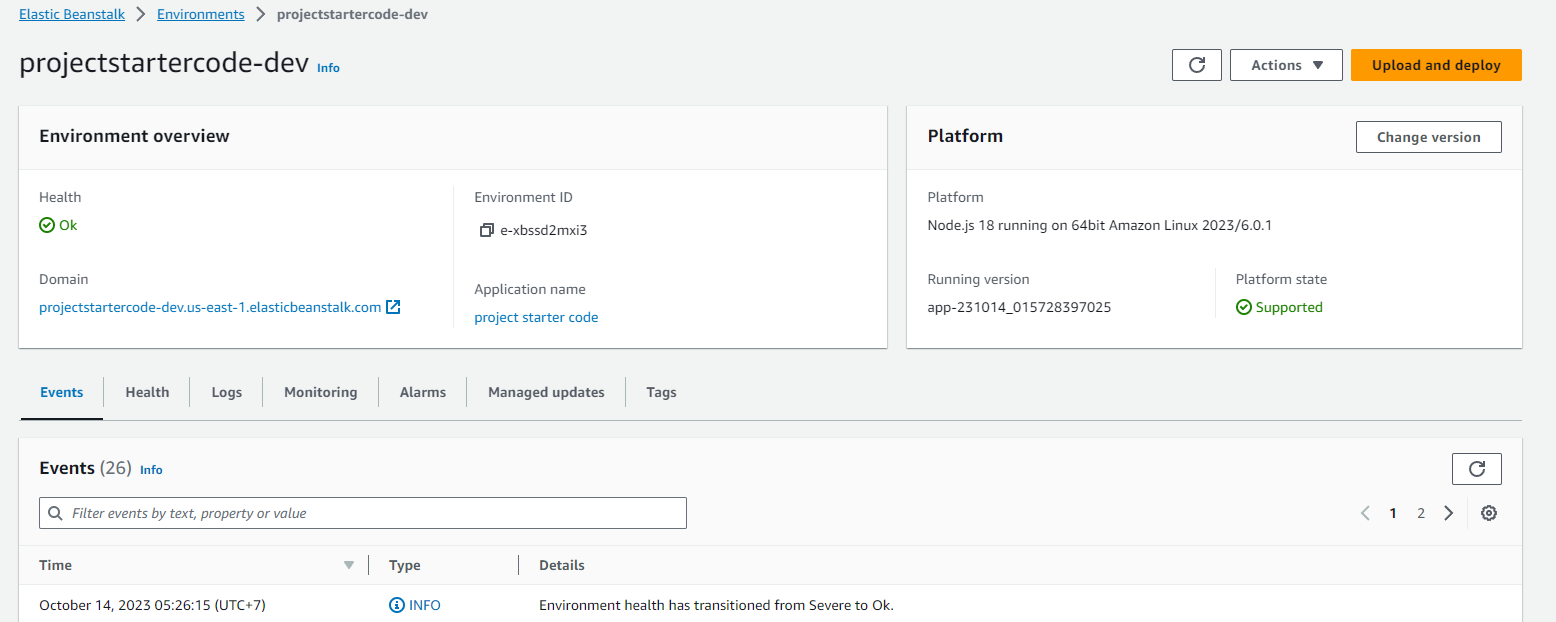 Elastic Beanstalk > Environments > projectstartercode-dev
projectstartercode-dev Info
Actions
Upload and deploy
Environment overview
Health
Ok
Domain
projectstartercode-dev.us-east-1.elasticbeanstalk.com
Environment ID
e-xbssd2mxi3
Application name
project starter code
Platform
Change version
Platform
Node.js 18 running on 64bit Amazon Linux 2023/6.0.1
Running version
app-231014_015728397025
Platform state
Supported
Events Health Logs Monitoring Alarms Managed updates Tags
Events (26) Info
Filter events by text, property or value
1 2
Time Type Details
October 14, 2023 05:26:15 (UTC+7) INFO Environment health has transitioned from Severe to Ok.